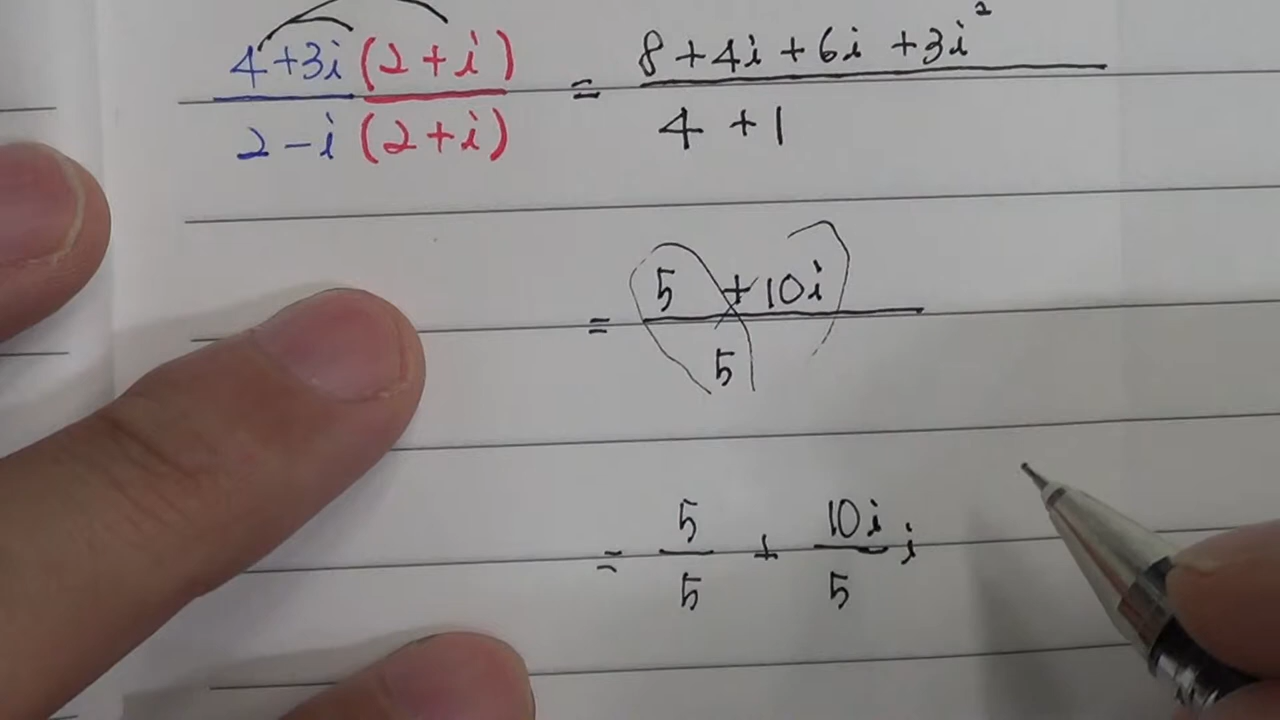 4+3i (2+i) = 8+4i+6i+3i²
2-i (2+i) 4+1
= 5 + 10i
5
= 5 + 10i i
5 5